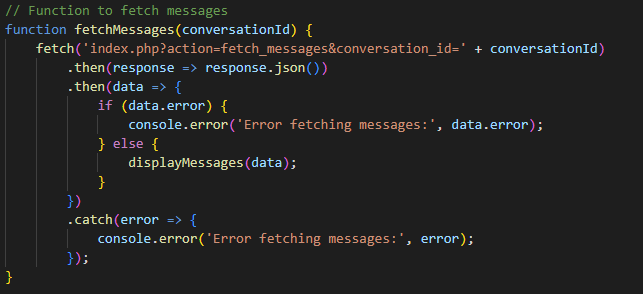 // Function to fetch messages
function fetchMessages(conversationId) {
    fetch('index.php?action=fetch_messages&conversation_id=' + conversationId)
        .then(response => response.json())
        .then(data => {
            if (data.error) {
                console.error('Error fetching messages:', data.error);
            } else {
                displayMessages(data);
            }
        })
        .catch(error => {
            console.error('Error fetching messages:', error);
        });
}